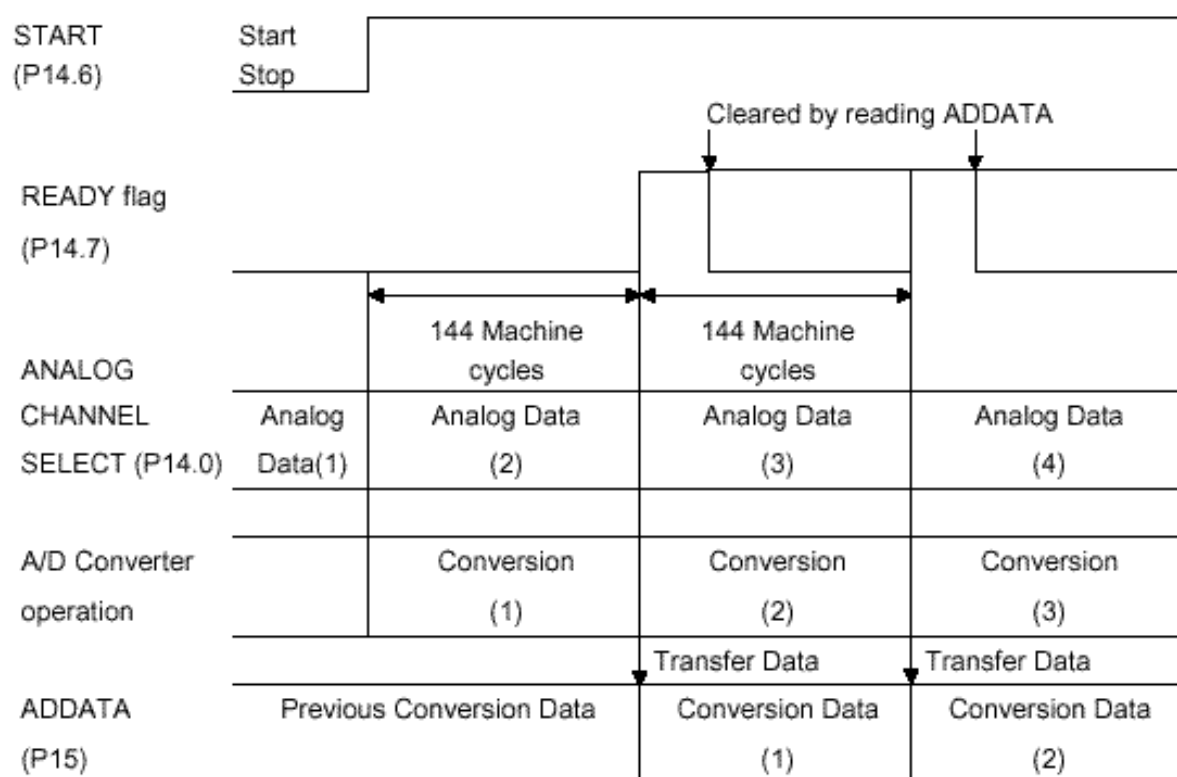 START Start
(P14.6) Stop
Cleared by reading ADDATA
READY flag
(P14.7)
144 Machine 144 Machine
ANALOG cycles cycles
CHANNEL Analog Analog Data Analog Data Analog Data
SELECT (P14.0) Data(1) (2) (3) (4)
A/D Converter Conversion Conversion Conversion
operation (1) (2) (3)
Transfer Data Transfer Data
ADDATA Previous Conversion Data Conversion Data Conversion Data
(P15) (1) (2)